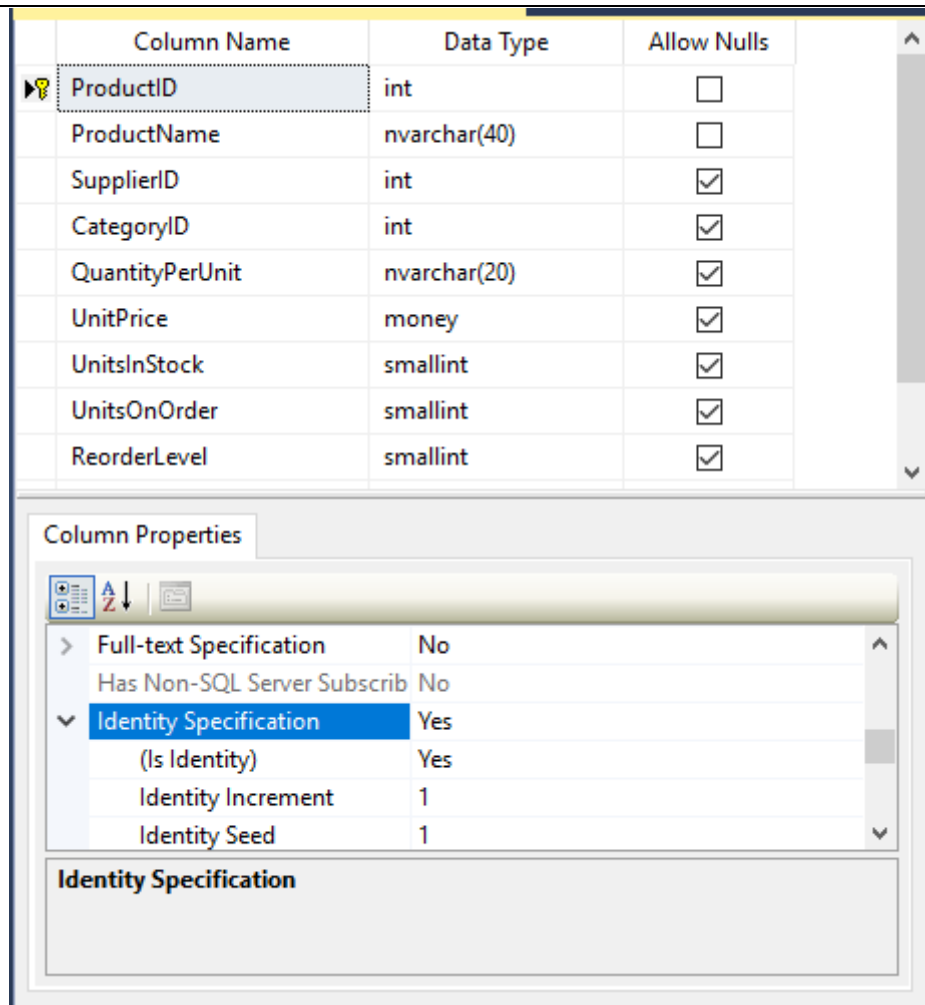 Column Name Data Type Allow Nulls
ProductID int
ProductName nvarchar(40)
SupplierID int
CategoryID int
QuantityPerUnit nvarchar(20)
UnitPrice money
UnitsInStock smallint
UnitsOnOrder smallint
ReorderLevel smallint
Column Properties
A
Z
Full-text Specification No
Has Non-SQL Server Subscrib No
Identity Specification Yes
(Is Identity) Yes
Identity Increment 1
Identity Seed 1
Identity Specification